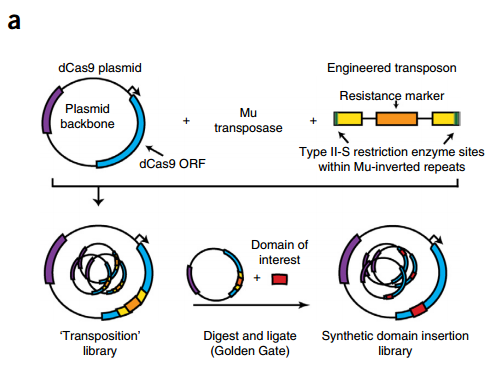 a
dCas9 plasmid
Plasmid
backbone
dCas9 ORF
+
Mu
transposase
+
Engineered transposon
Resistance marker
Type II-S restriction enzyme sites
within Mu-inverted repeats
'Transposition'
library
Domain of
interest
+
Digest and ligate
(Golden Gate)
Synthetic domain insertion
library